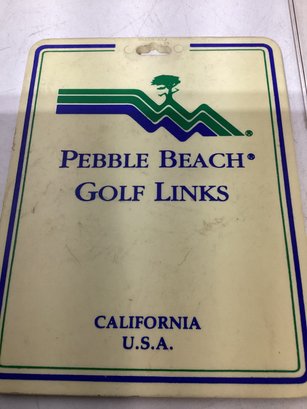 ®
PEBBLE BEACH®
GOLF LINKS
CALIFORNIA
U.S.A.